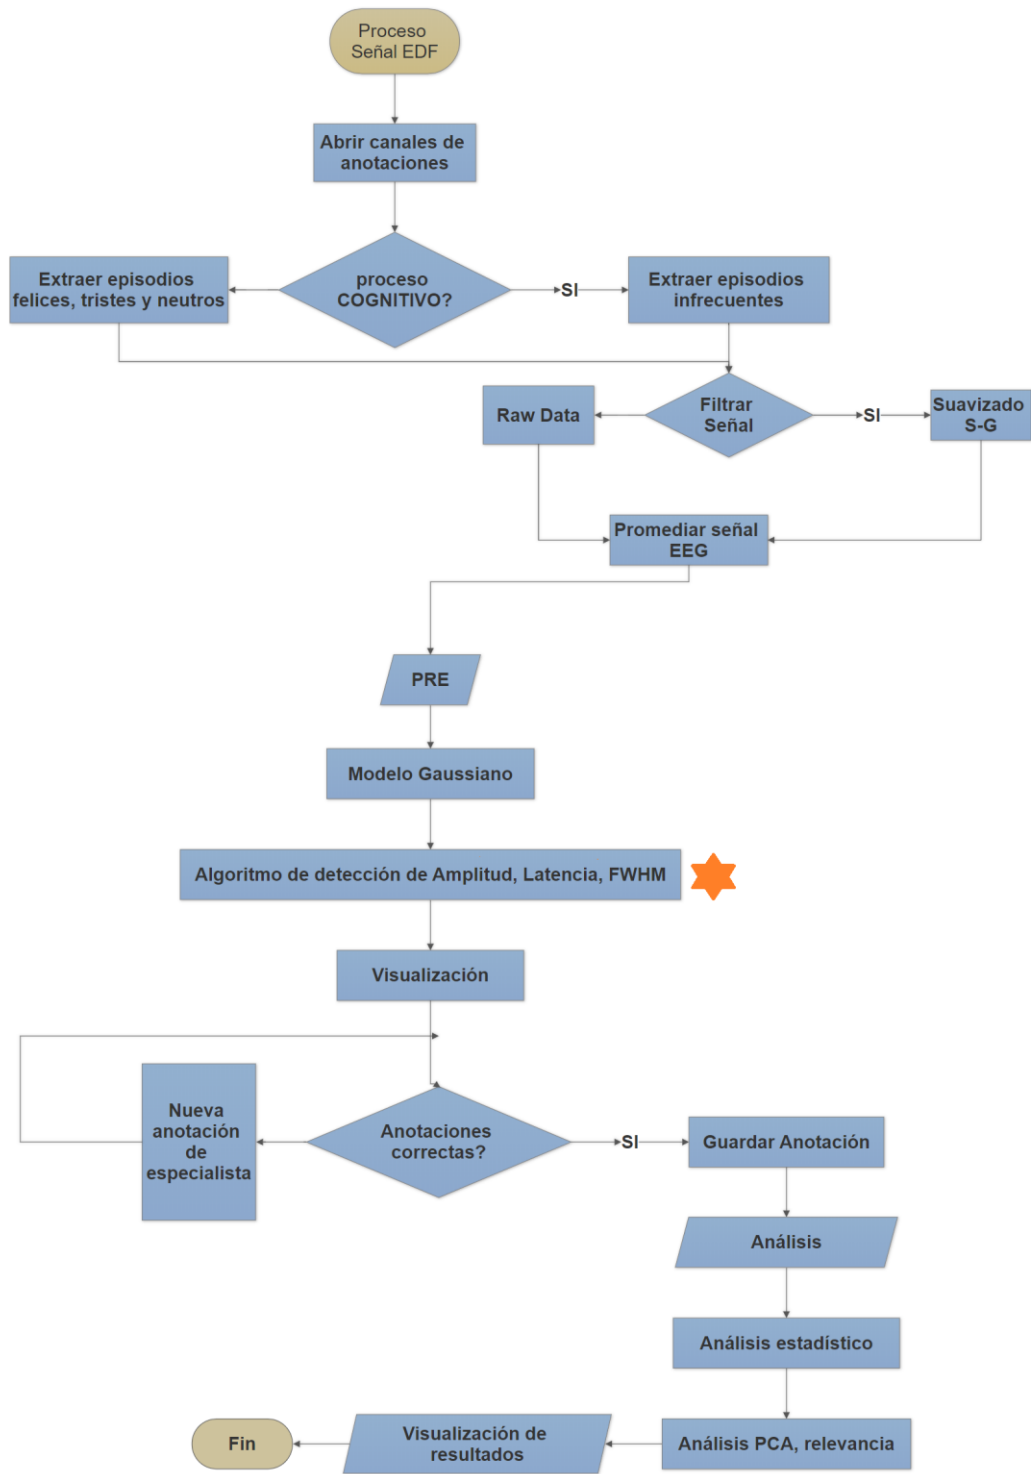 Proceso
Señal EDF
Abrir canales de
anotaciones
Extraer episodios
felices, tristes y neutros
proceso
COGNITIVO?
SI
Extraer episodios
infrecuentes
Raw Data
Filtrar
Señal
SI
Suavizado
S-G
Promediar señal
EEG
PRE
Modelo Gaussiano
Algoritmo de detección de Amplitud, Latencia, FWHM
Visualización
Nueva
anotación
de
especialista
Anotaciones
correctas?
SI
Guardar Anotación
Análisis
Análisis estadístico
Análisis PCA, relevancia
Visualización de
resultados
Fin